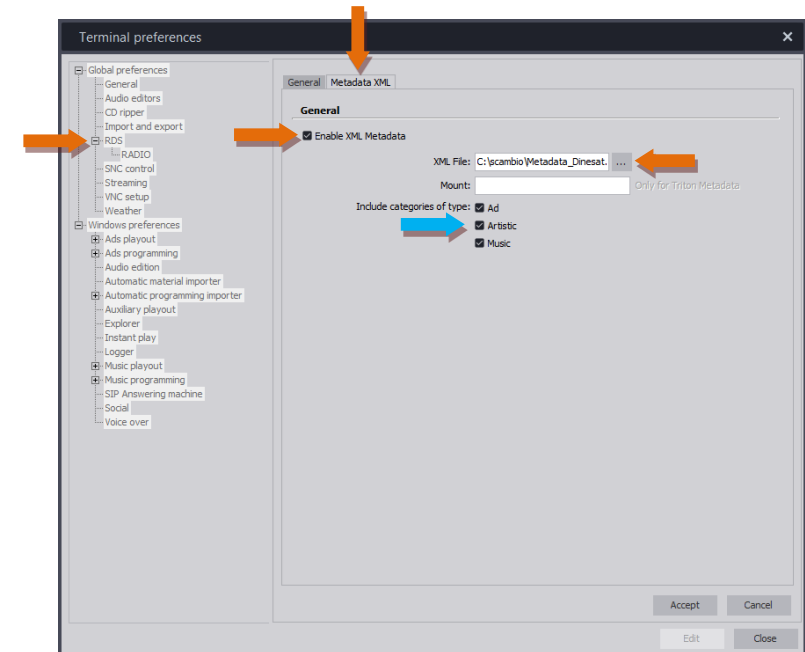 Terminal preferences
Global preferences
General
Audio editors
CD ripper
Import and export
RDS
RADIO
SNC control
Streaming
VNC setup
Weather
Windows preferences
Ads playout
Ads programming
Audio edition
Automatic material importer
Automatic programming importer
Auxiliary playout
Explorer
Instant play
Logger
Music playout
Music programming
SIP Answering machine
Social
Voice over
General Metadata XML
General
Enable XML Metadata
XML File: C:\scambio\Metadata_Dinesat. ...
Mount: Only for Triton Metadata
Include categories of type: Ad
Artistic
Music
Accept Cancel
Edit Close